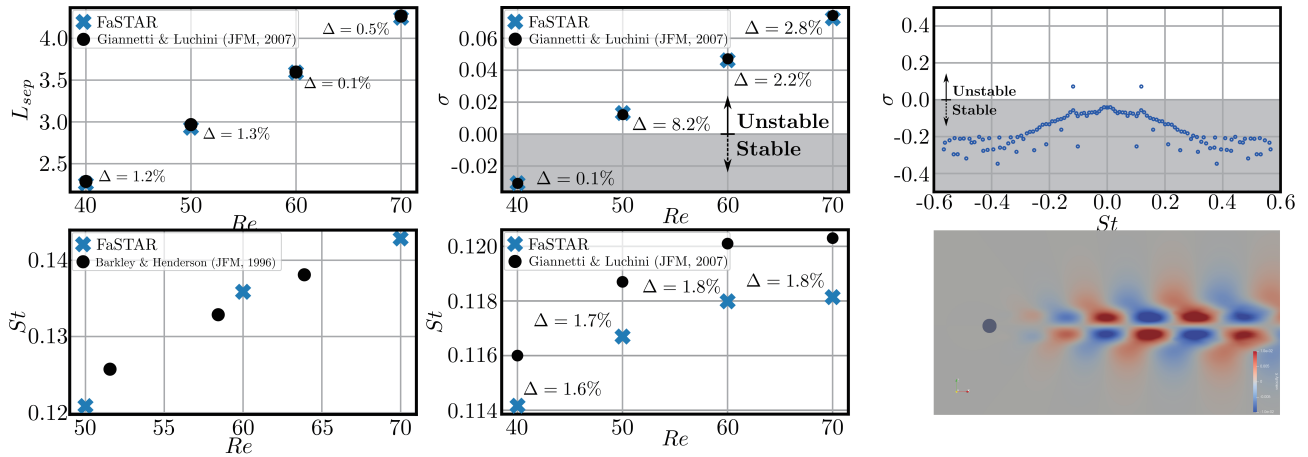 FaSTAR
Giannetti & Luchini (JFM, 2007)
Δ = 0.5%
Δ = 0.1%
Δ = 1.3%
Δ = 1.2%
4.0
3.5
3.0
2.5
L_sep
40 50 60 70
Re
FaSTAR
Giannetti & Luchini (JFM, 2007)
Δ = 2.8%
Δ = 2.2%
Δ = 8.2%
Unstable
Stable
Δ = 0.1%
0.06
0.04
0.02
0.00
-0.02
σ
40 50 60 70
Re
0.4
0.2
0.0
-0.2
-0.4
σ
Unstable
Stable
-0.6 -0.4 -0.2 0.0 0.2 0.4 0.6
St
FaSTAR
Barkley & Henderson (JFM, 1996)
0.14
0.13
0.12
St
50 55 60 65 70
Re
FaSTAR
Giannetti & Luchini (JFM, 2007)
Δ = 1.8%
Δ = 1.8%
Δ = 1.7%
Δ = 1.6%
0.120
0.118
0.116
0.114
St
40 50 60 70
Re